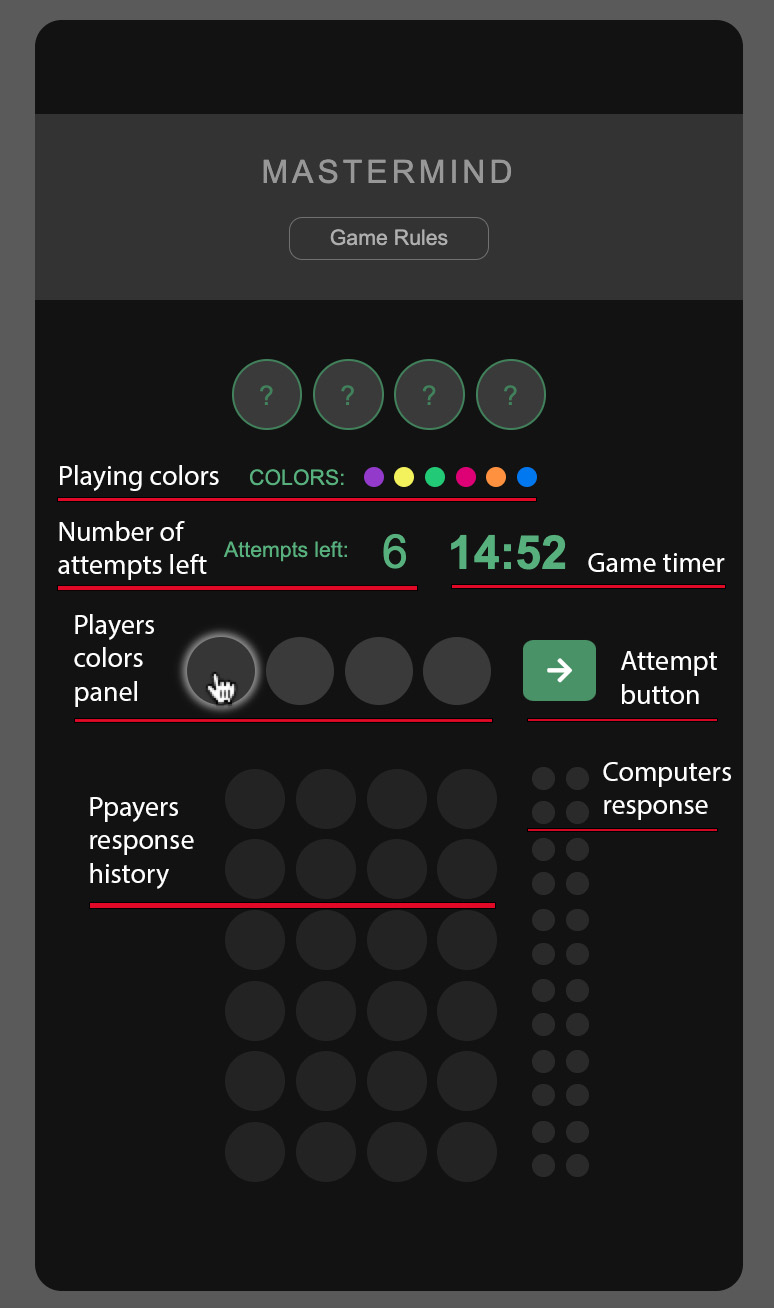 MASTERMIND
Game Rules
? ? ? ?
Playing colors COLORS:
Number of
attempts left Attempts left: 6 14:52 Game timer
Players
colors
panel
Attempt
button
Computers
response
Ppayers
response
history